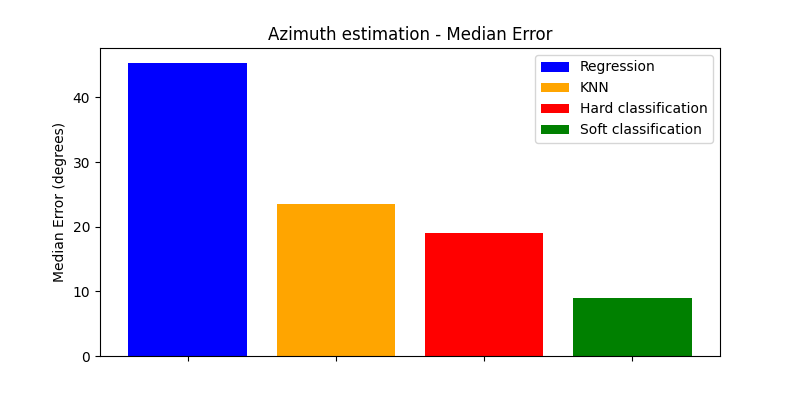 Azimuth estimation - Median Error
Median Error (degrees)
40
30
20
10
0
Regression
KNN
Hard classification
Soft classification